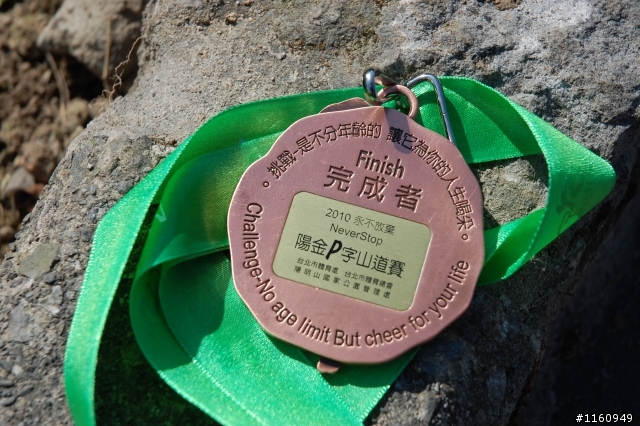 挑戰 是不分年齡的 讓它為你的人生喝采。
Finish
完成者
2010 永不放棄
NeverStop
陽金P字山道賽
台北市體育處 台北市體育總會
陽明山國家公園管理處
。Challenge-No age limit But cheer for your life
#1160949